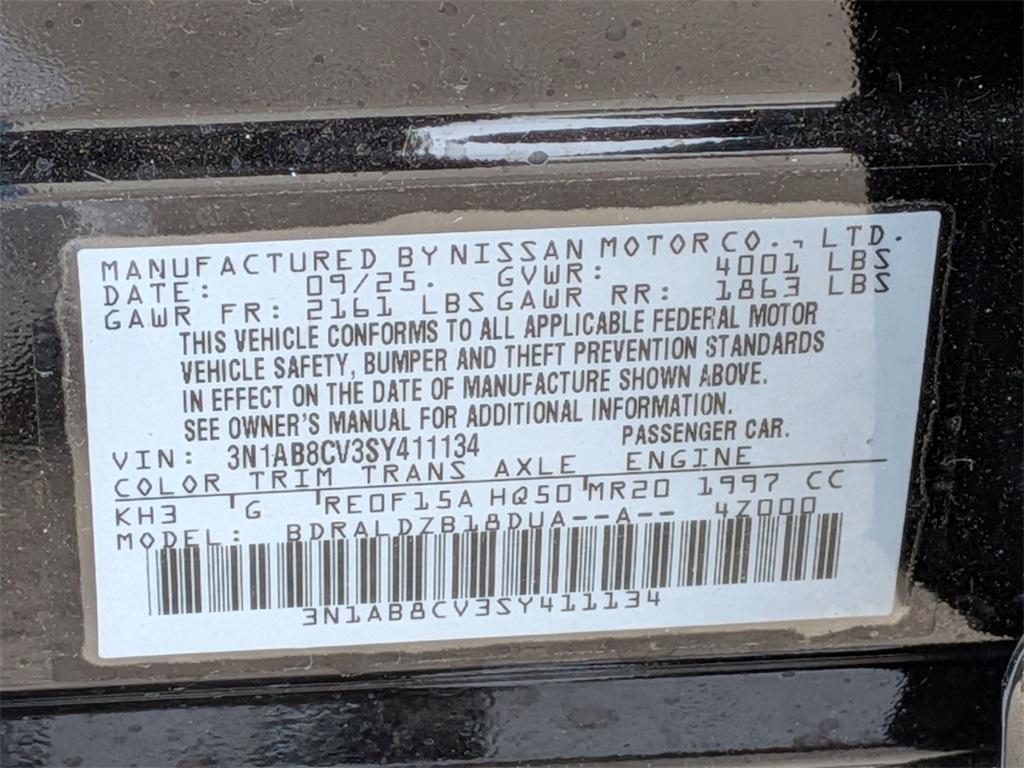 MANUFACTURED BY NISSAN MOTOR CO., LTD.
DATE: 09/25. GVWR: 4001 LBS
GAWR FR: 2161 LBS GAWR RR: 1863 LBS
THIS VEHICLE CONFORMS TO ALL APPLICABLE FEDERAL MOTOR
VEHICLE SAFETY, BUMPER AND THEFT PREVENTION STANDARDS
IN EFFECT ON THE DATE OF MANUFACTURE SHOWN ABOVE.
SEE OWNER'S MANUAL FOR ADDITIONAL INFORMATION.
VIN: 3N1AB8CV3SY411134 PASSENGER CAR.
COLOR TRIM TRANS AXLE ENGINE
KH3 G RE0F15A HQ50 MR20 1997 CC
MODEL: BDRALDZB18DUA--A-- 4Z000
3N1AB8CV3SY411134